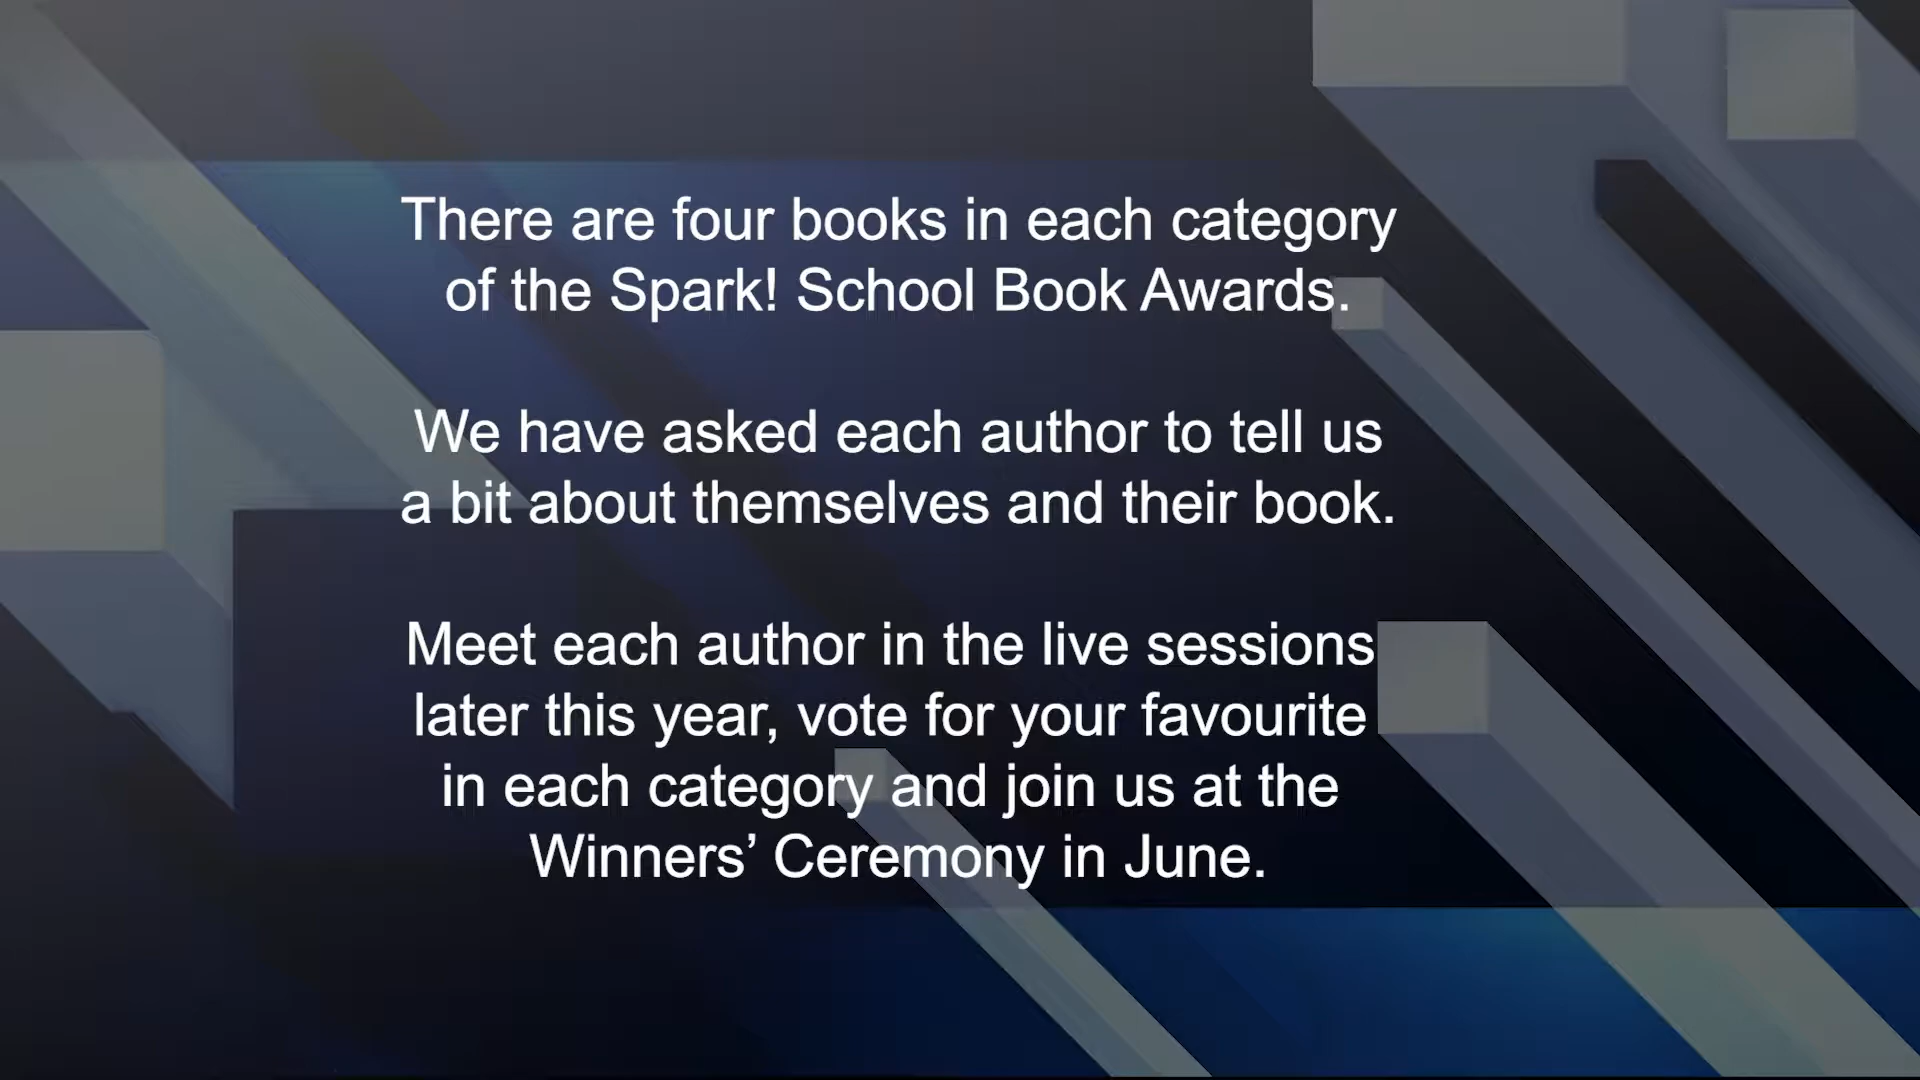 There are four books in each category
of the Spark! School Book Awards.
We have asked each author to tell us
a bit about themselves and their book.
Meet each author in the live sessions
later this year, vote for your favourite
in each category and join us at the
Winners’ Ceremony in June.